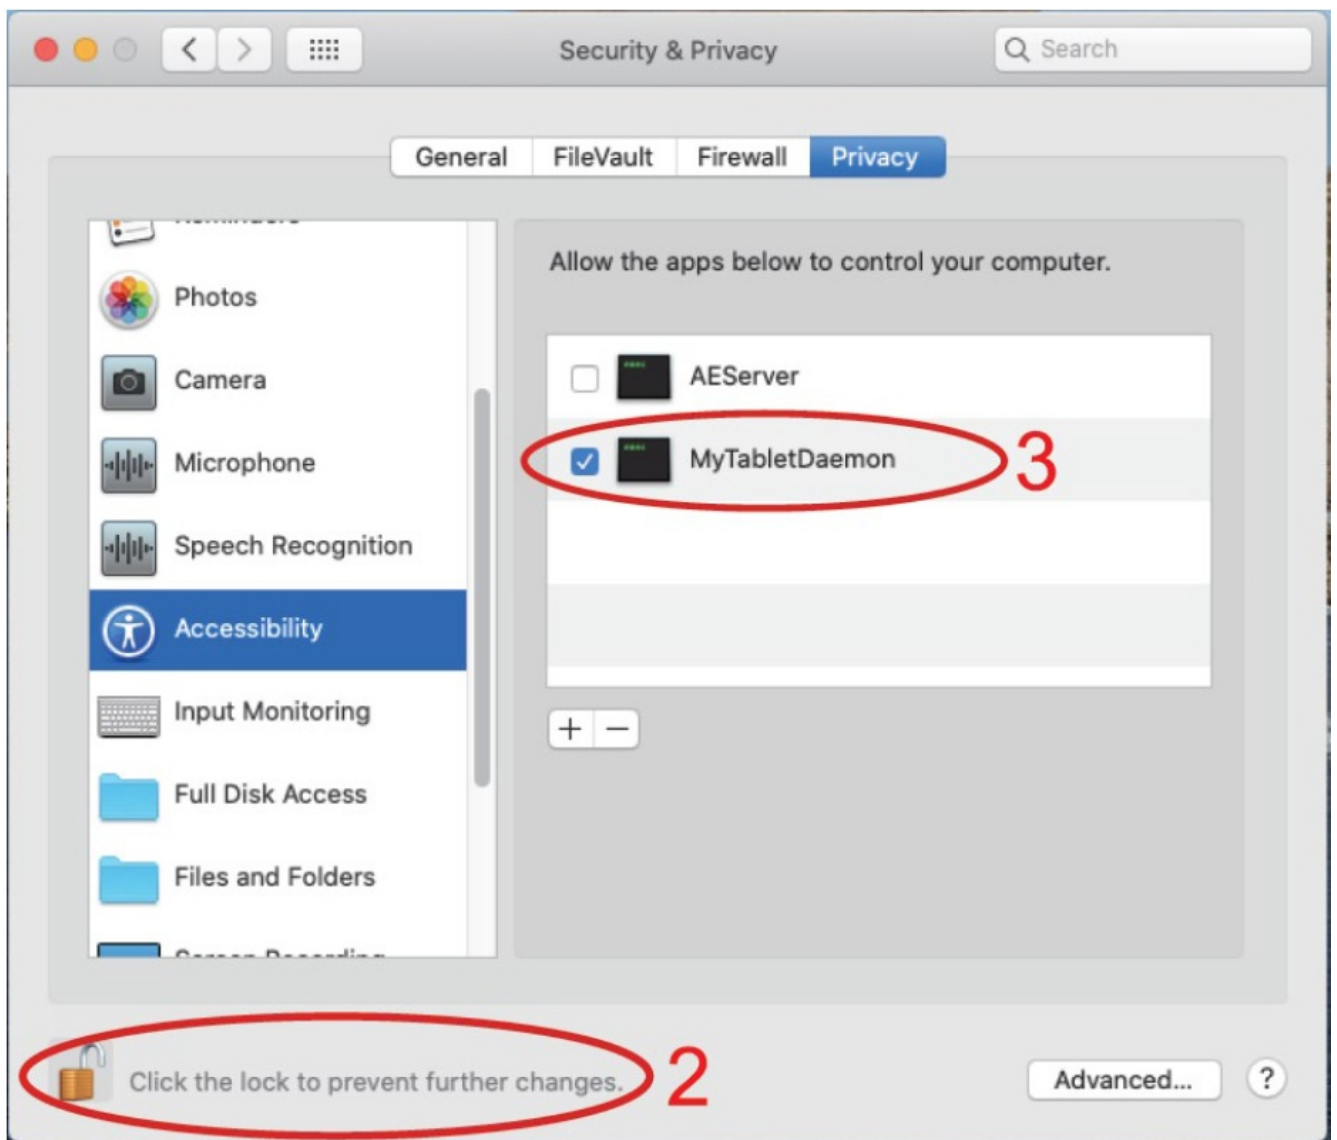 Security & Privacy
Search
General FileVault Firewall Privacy
Photos
Camera
Microphone
Speech Recognition
Accessibility
Input Monitoring
Full Disk Access
Files and Folders
Allow the apps below to control your computer.
AEServer
MyTabletDaemon
3
+ −
Click the lock to prevent further changes.
2
Advanced... ?